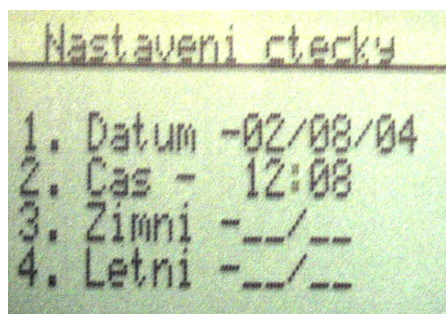 Nastaveni ctecky
1. Datum -02/08/04
2. Cas - 12:08
3. Zimni -__/__
4. Letni -__/__